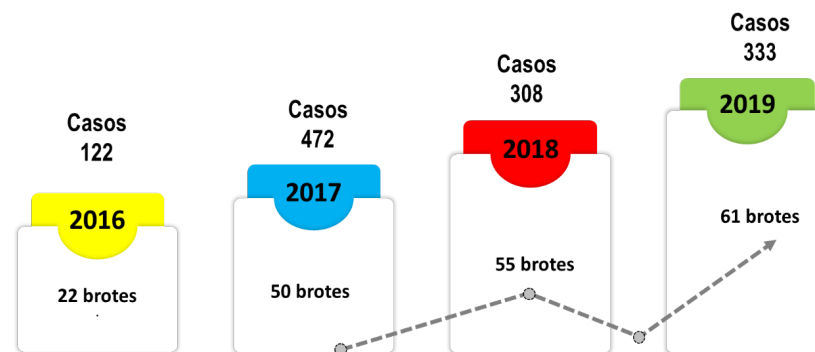 Casos
122
2016
22 brotes
Casos
472
2017
50 brotes
Casos
308
2018
55 brotes
Casos
333
2019
61 brotes